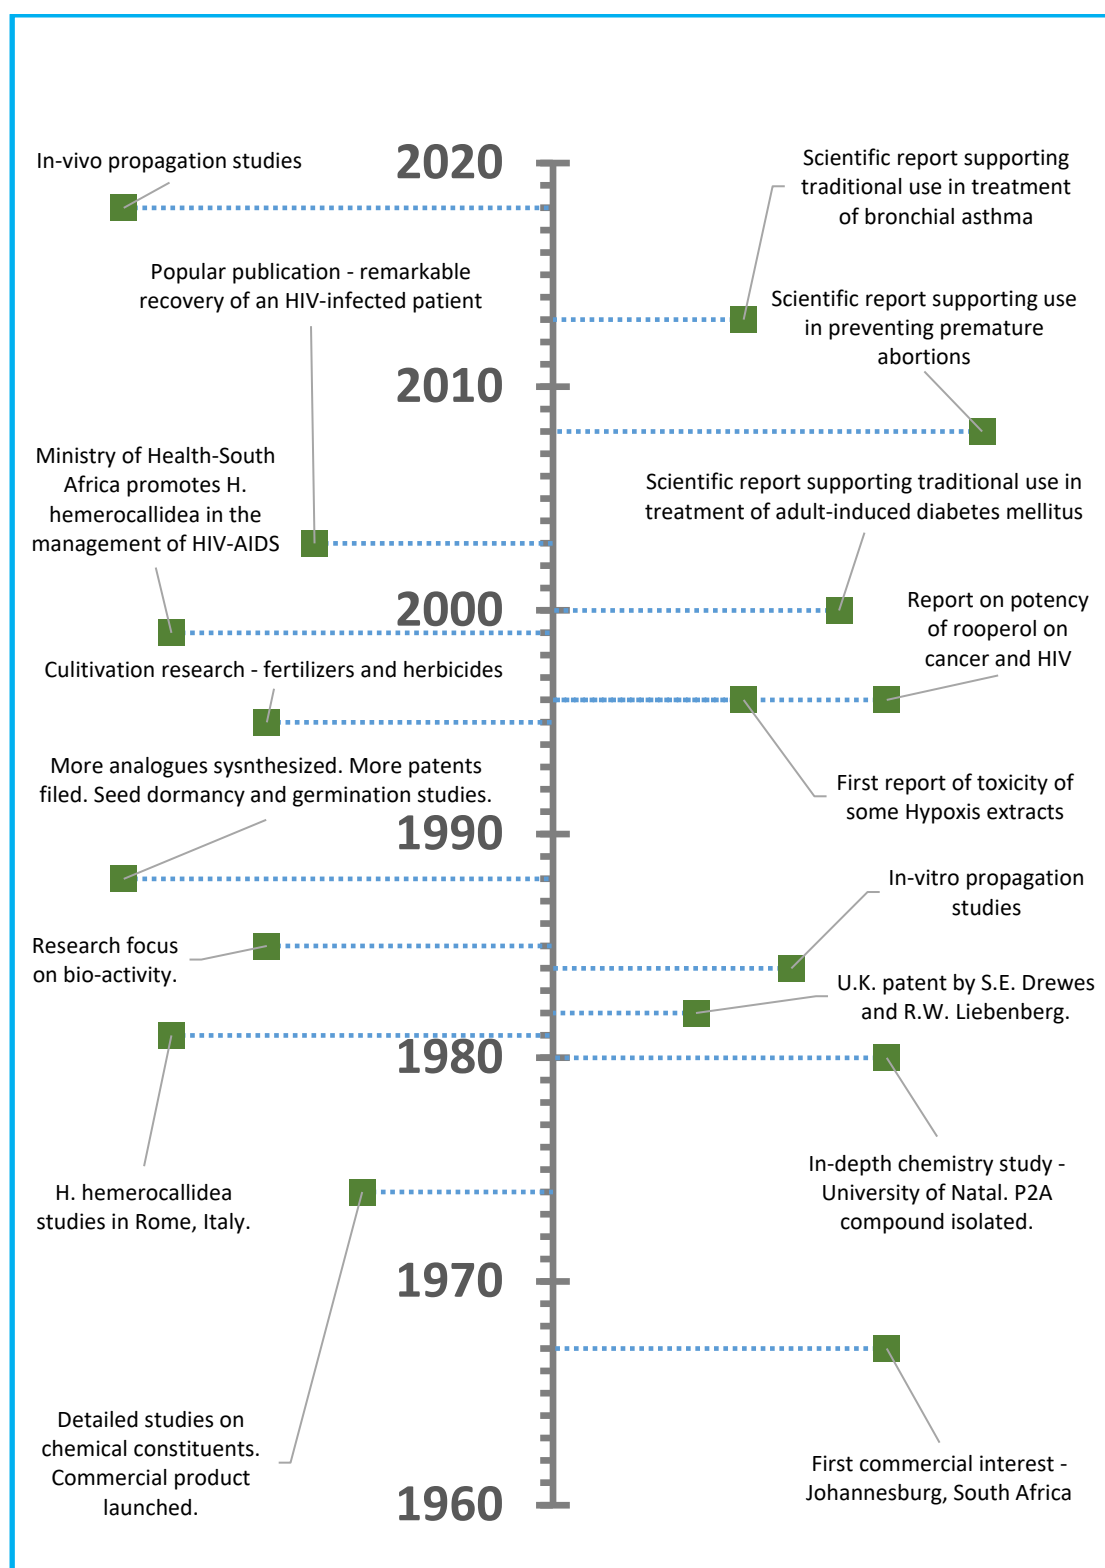 In-vivo propagation studies
2020
Scientific report supporting
traditional use in treatment
of bronchial asthma
Popular publication - remarkable
recovery of an HIV-infected patient
Scientific report supporting use
in preventing premature
abortions
2010
Ministry of Health-South
Africa promotes H.
hemerocallidea in the
management of HIV-AIDS
Scientific report supporting traditional use in
treatment of adult-induced diabetes mellitus
2000
Report on potency
of rooperol on
cancer and HIV
Culitivation research - fertilizers and herbicides
More analogues sysnthesized. More patents
filed. Seed dormancy and germination studies.
First report of toxicity of
some Hypoxis extracts
1990
In-vitro propagation
studies
Research focus
on bio-activity.
U.K. patent by S.E. Drewes
and R.W. Liebenberg.
1980
H. hemerocallidea
studies in Rome, Italy.
In-depth chemistry study -
University of Natal. P2A
compound isolated.
1970
Detailed studies on
chemical constituents.
Commercial product
launched.
First commercial interest -
Johannesburg, South Africa
1960